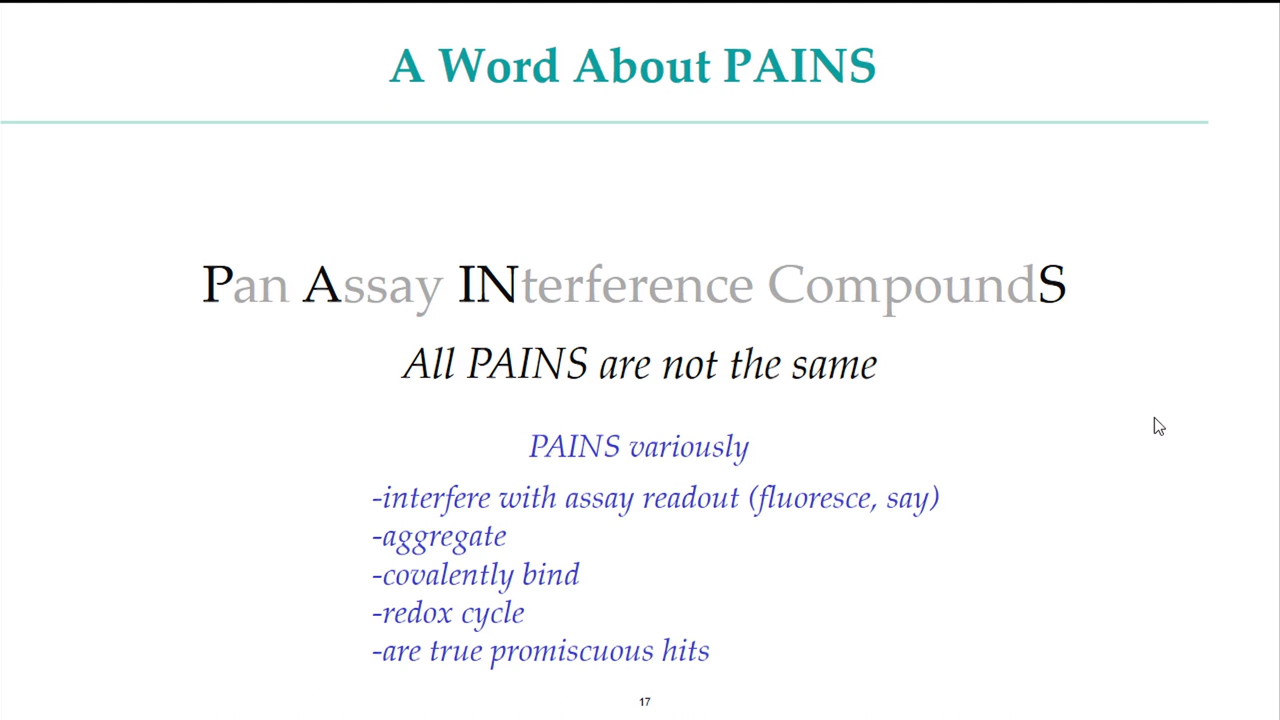 A Word About PAINS
Pan Assay INterference CompoundS
All PAINS are not the same
PAINS variously
-interfere with assay readout (fluoresce, say)
-aggregate
-covalently bind
-redox cycle
-are true promiscuous hits
17